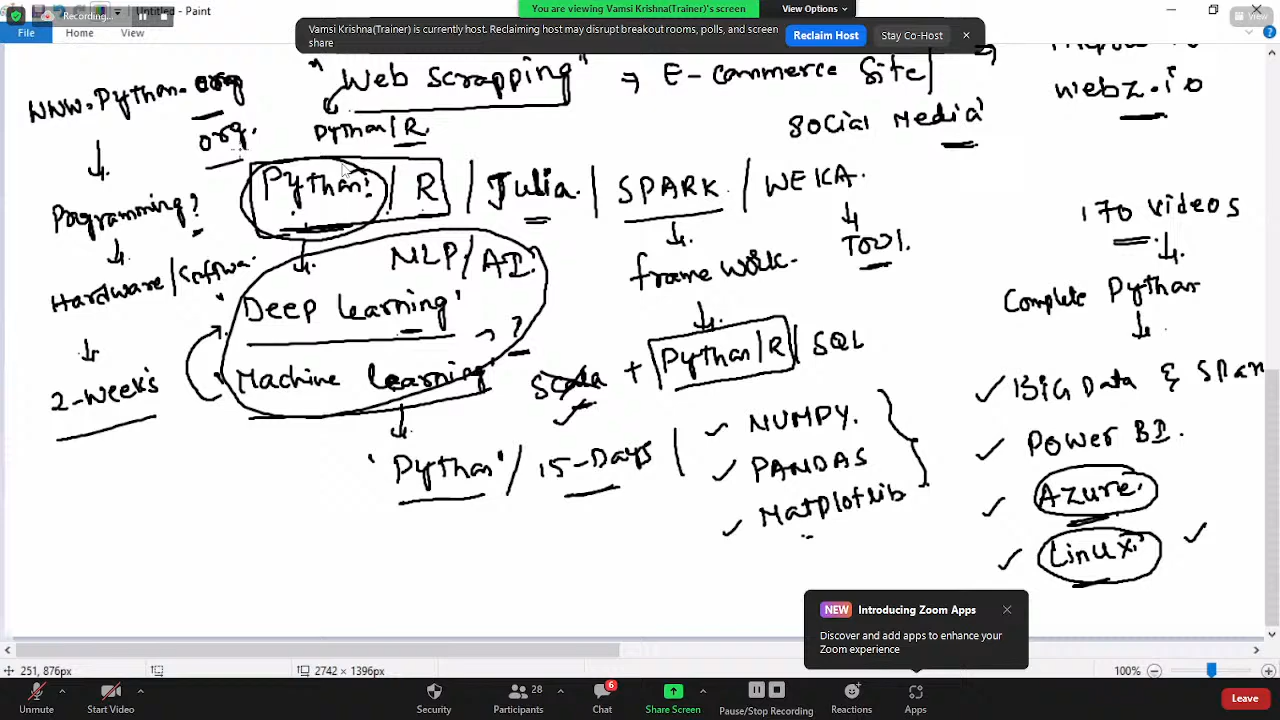 Recording...
- Paint
You are viewing Vamsi Krishna(Trainer)'s screen
View Options
View
File Home View
Vamsi Krishna(Trainer) is currently host. Reclaiming host may disrupt breakout rooms, polls, and screen
share
Reclaim Host Stay Co-Host
"Web Scrapping" ⇒ E-commerce Site
www.Python.org
org.
Python/R.
Social Media
webz.io
Python / R / Julia / SPARK / WEKA.
Programming?
TOOL.
170 videos
NLP/AI
frame work.
Hardware/Softwa.
Deep learning
Complete Python
Python/R | SQL
Machine learning ?
Scala +
2-weeks
✓ BIG Data & Spar
✓ NUMPY.
✓ Power BI.
'Python' / 15-Days
✓ PANDAS
✓ Azure
✓ Matplotlib
✓ Linux ✓
NEW Introducing Zoom Apps
Discover and add apps to enhance your
Zoom experience
251, 876px 2742 × 1396px 100%
Unmute Start Video Security Participants 28 Chat 6 Share Screen Pause/Stop Recording Reactions Apps Leave